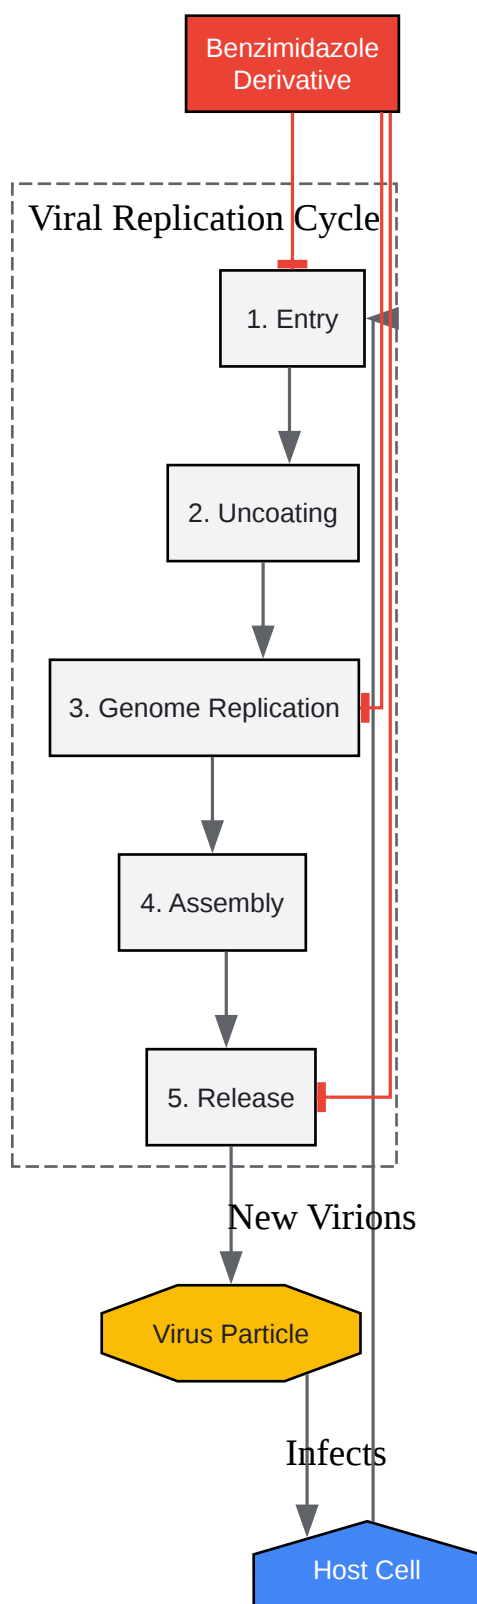 Benzimidazole
Derivative
Viral Replication Cycle
1. Entry
2. Uncoating
3. Genome Replication
4. Assembly
5. Release
New Virions
Virus Particle
Infects
Host Cell